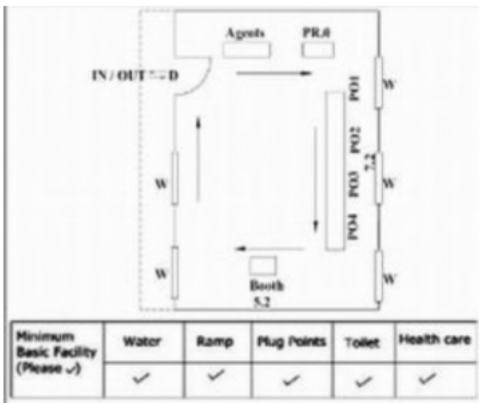 Agents PR.0
IN / OUT D
PO1
W
PO2
7.2
W
PO3
W
PO4
W
Booth
W
5.2
Minimum Basic Facility (Please ✓) Water Ramp Plug Points Toilet Health care
✓ ✓ ✓ ✓ ✓